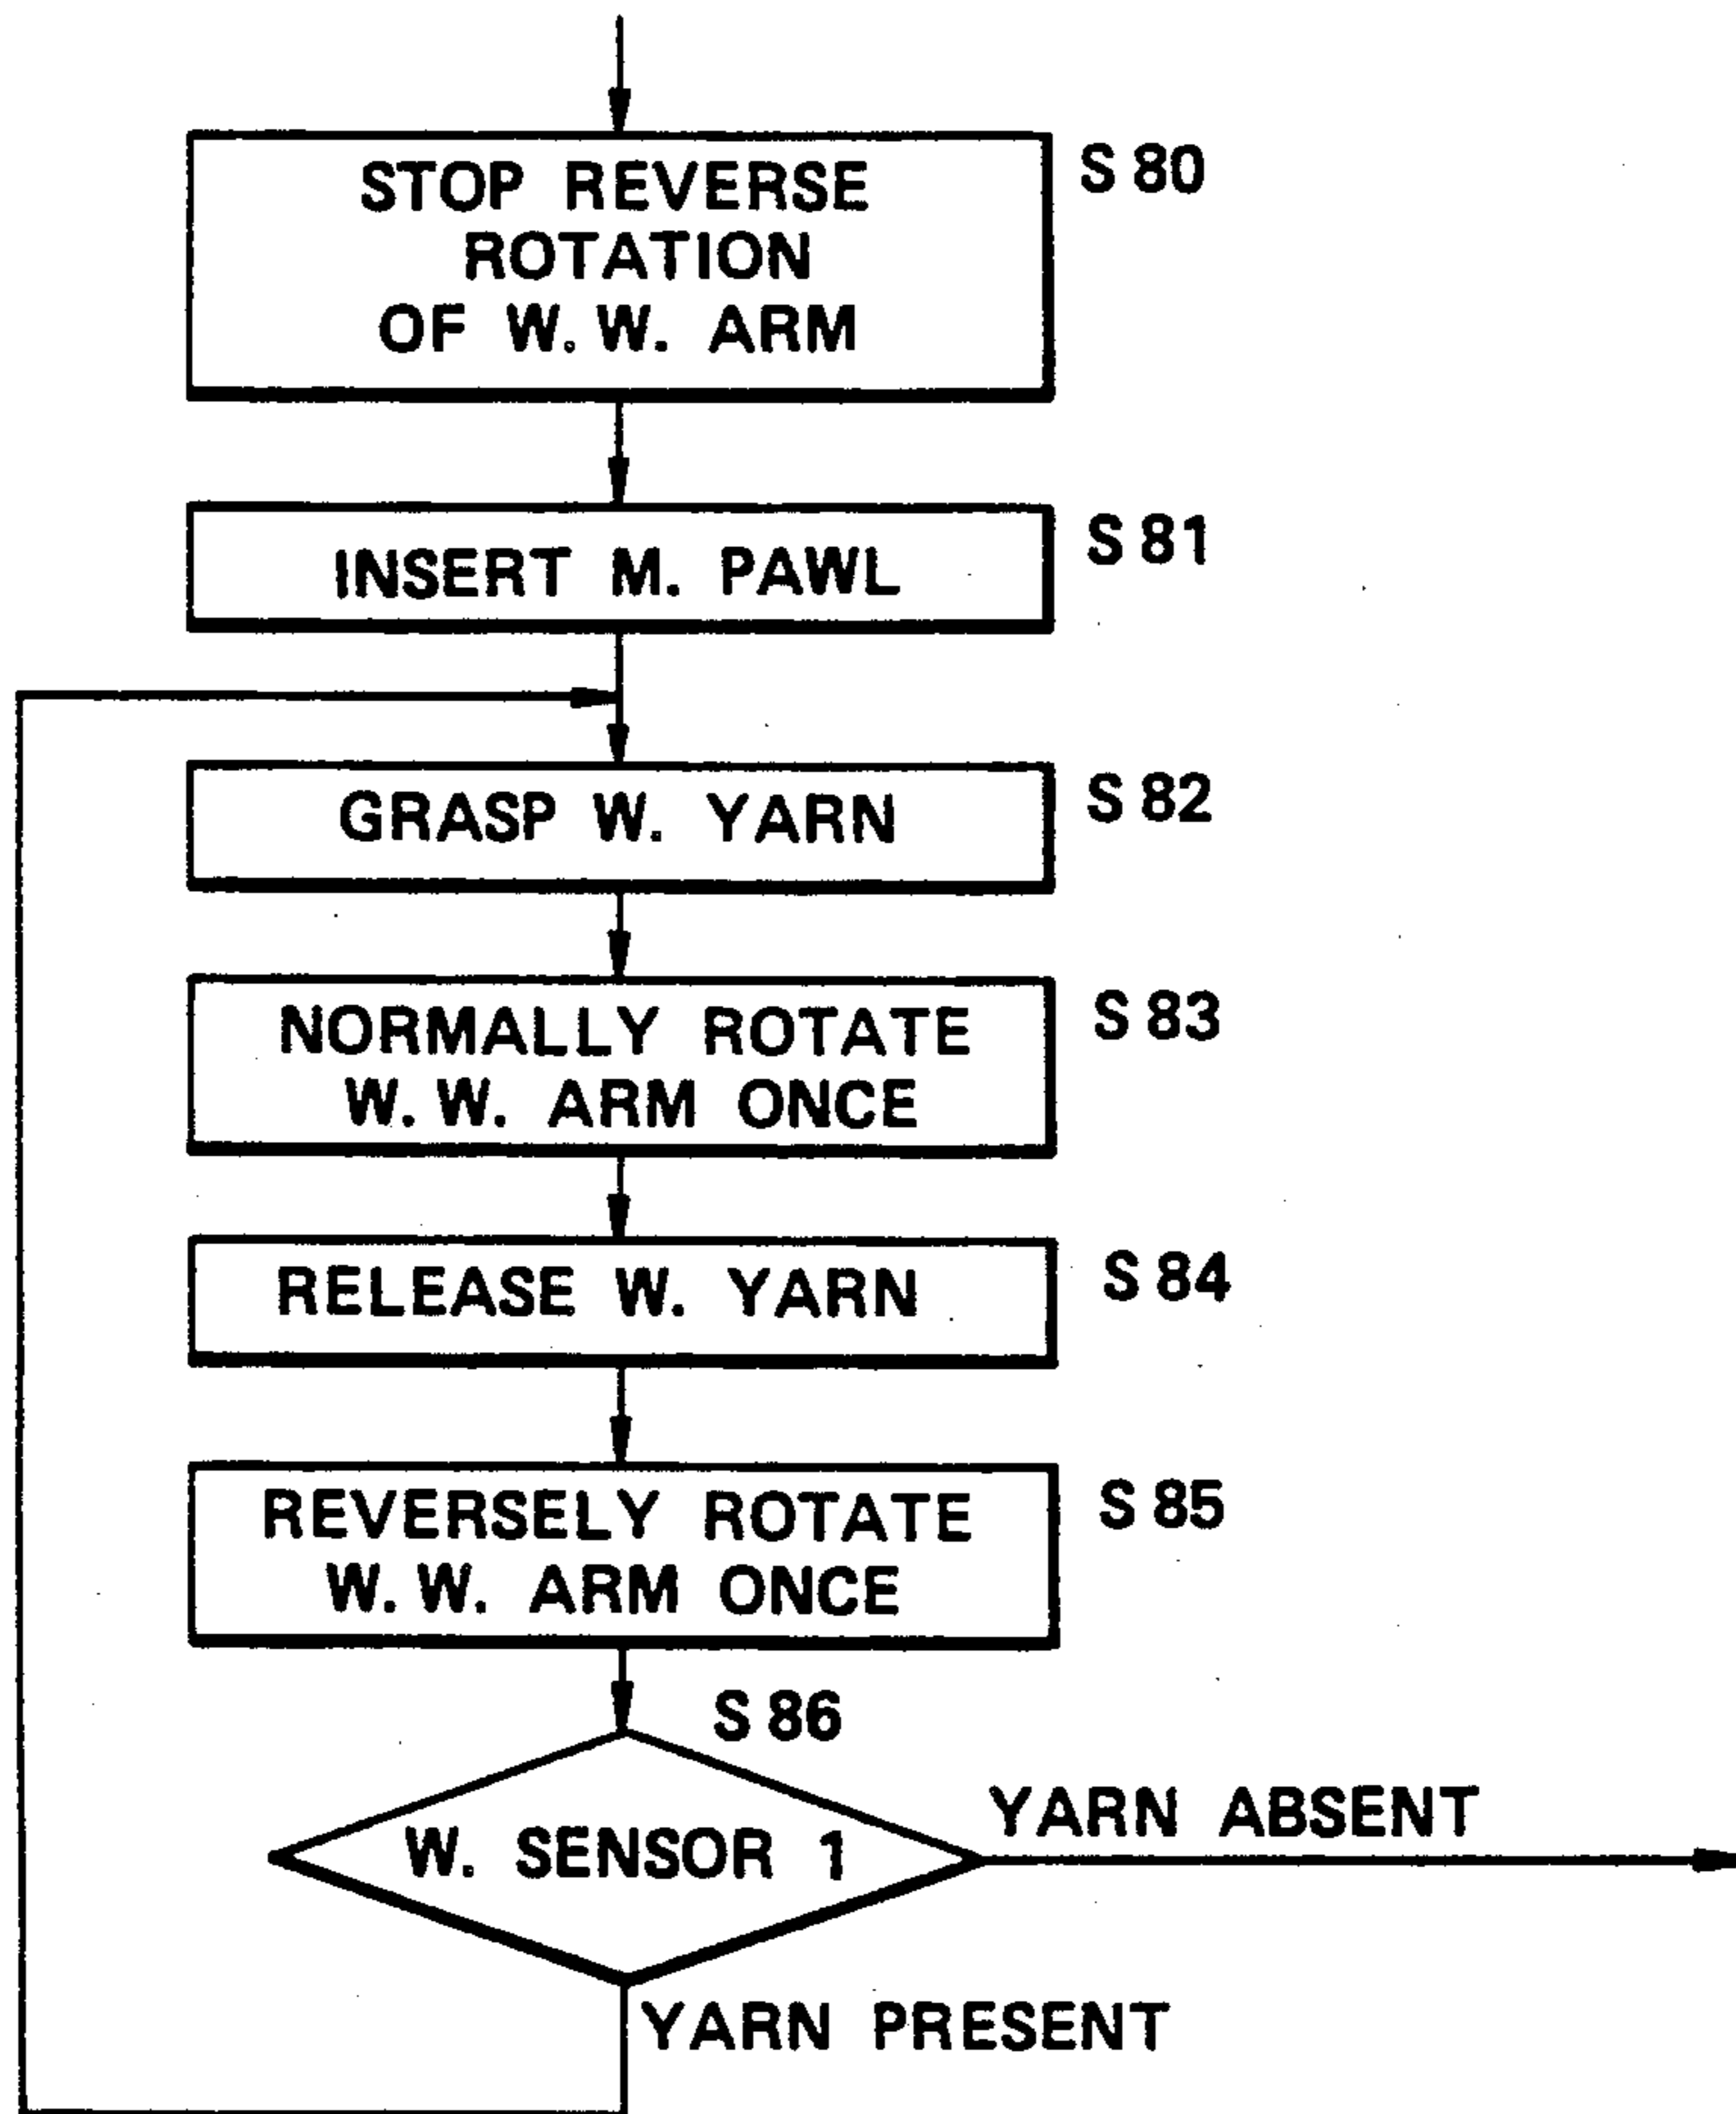 STOP REVERSE
ROTATION
OF W. W. ARM
S 80
INSERT M. PAWL
S 81
GRASP W. YARN
S 82
NORMALLY ROTATE
W. W. ARM ONCE
S 83
RELEASE W. YARN
S 84
REVERSELY ROTATE
W. W. ARM ONCE
S 85
S 86
W. SENSOR 1
YARN ABSENT
YARN PRESENT